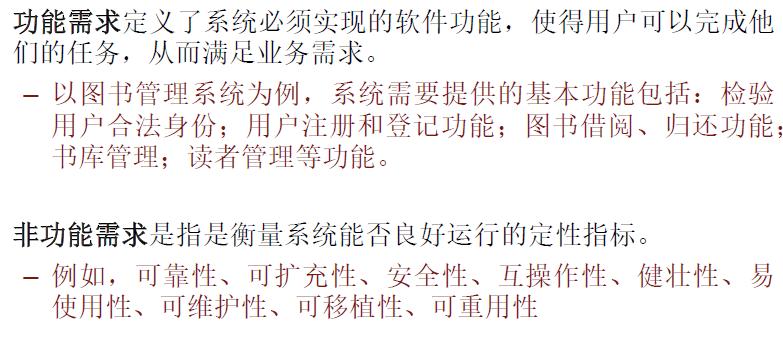 功能需求定义了系统必须实现的软件功能，使得用户可以完成他
们的任务，从而满足业务需求。
– 以图书管理系统为例，系统需要提供的基本功能包括：检验
用户合法身份；用户注册和登记功能；图书借阅、归还功能；
书库管理；读者管理等功能。
非功能需求是指是衡量系统能否良好运行的定性指标。
– 例如，可靠性、可扩充性、安全性、互操作性、健壮性、易
使用性、可维护性、可移植性、可重用性